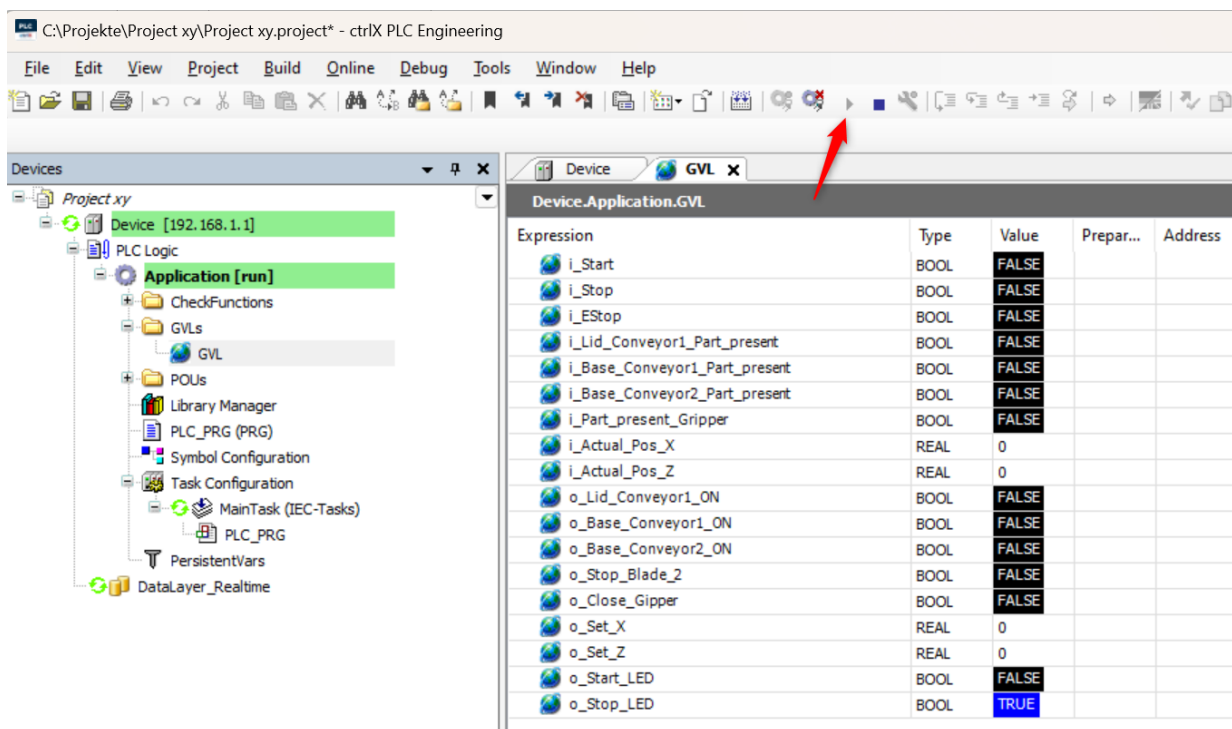 C:\Projekte\Project xy\Project xy.project* - ctrlX PLC Engineering
File Edit View Project Build Online Debug Tools Window Help
Devices
Project xy
Device [192.168.1.1]
PLC Logic
Application [run]
CheckFunctions
GVLs
GVL
POUs
Library Manager
PLC_PRG (PRG)
Symbol Configuration
Task Configuration
MainTask (IEC-Tasks)
PLC_PRG
PersistentVars
DataLayer_Realtime
Device GVL
Device.Application.GVL
Expression Type Value Prepar... Address
i_Start BOOL FALSE
i_Stop BOOL FALSE
i_EStop BOOL FALSE
i_Lid_Conveyor1_Part_present BOOL FALSE
i_Base_Conveyor1_Part_present BOOL FALSE
i_Base_Conveyor2_Part_present BOOL FALSE
i_Part_present_Gripper BOOL FALSE
i_Actual_Pos_X REAL 0
i_Actual_Pos_Z REAL 0
o_Lid_Conveyor1_ON BOOL FALSE
o_Base_Conveyor1_ON BOOL FALSE
o_Base_Conveyor2_ON BOOL FALSE
o_Stop_Blade_2 BOOL FALSE
o_Close_Gipper BOOL FALSE
o_Set_X REAL 0
o_Set_Z REAL 0
o_Start_LED BOOL FALSE
o_Stop_LED BOOL TRUE